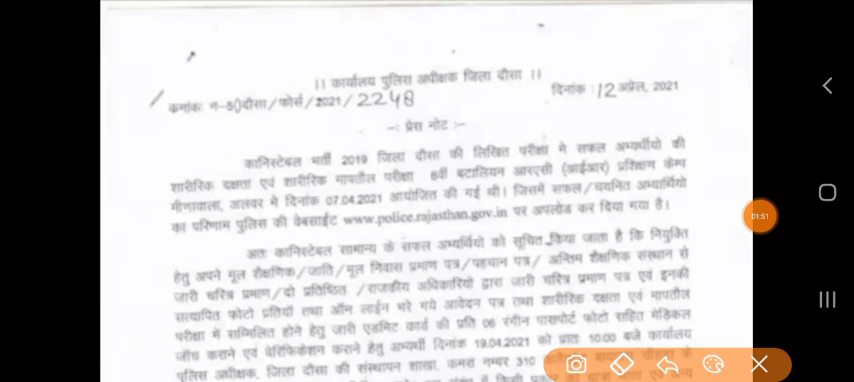 ।। कार्यालय पुलिस अधीक्षक जिला दौसा ।।
क्रमांक: न-5()दौसा/फोर्स/2021/2248 दिनांक :12 अप्रेल, 2021
-: प्रेस नोट :-
कानिस्टेबल भर्ती 2019 जिला दौसा की लिखित परीक्षा मे सफल अभ्यर्थीयो की
शारीरिक दक्षता एवं शारीरिक मापतौल परीक्षा 8वी बटालियन आरएसी (आईआर) प्रशिक्षण केम्प
मीणावाला, अलवर मे दिनांक 07.04.2021 आयोजित की गई थी। जिसमें सफल/चयनित अभ्यार्थियो
का परिणाम पुलिस की वेबसाईट www.police.rajasthan.gov.in पर अपलोड कर दिया गया है।
अतः कानिस्टेबल सामान्य के सफल अभ्यर्थियो को सूचित किया जाता है कि नियुक्ति
हेतु अपने मूल शैक्षणिक/जाति/मूल निवास प्रमाण पत्र/पहचान पत्र/ अन्तिम शैक्षणिक संस्थान से
जारी चरित्र प्रमाण/दो प्रतिष्ठित /राजकीय अधिकारियो द्वारा जारी चरित्र प्रमाण पत्र एवं इनकी
सत्यापित फोटो प्रतियाँ तथा ऑन लाईन भरे गये आवेदन पत्र तथा शारीरिक दक्षता एवं मापतौल
परीक्षा में सम्मिलित होने हेतु जारी एडमिट कार्ड की प्रति 06 रंगीन पासपोर्ट फोटो सहित मेडिकल
जाँच कराने एवं वेरिफिकेशन कराने हेतु अभ्यर्थी दिनांक 19.04.2021 को प्रातः 10:00 बजे कार्यालय
पुलिस अधीक्षक, जिला दौसा की संस्थापन शाखा, कमरा नम्बर 310
01:51